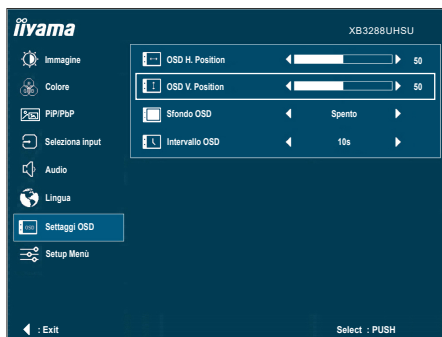 iiyama
XB3288UHSU
Immagine
Colore
PiP/PbP
Seleziona input
Audio
Lingua
OSD Settaggi OSD
Setup Menù
OSD H. Position 50
OSD V. Position 50
Sfondo OSD Spento
Intervallo OSD 10s
: Exit
Select : PUSH